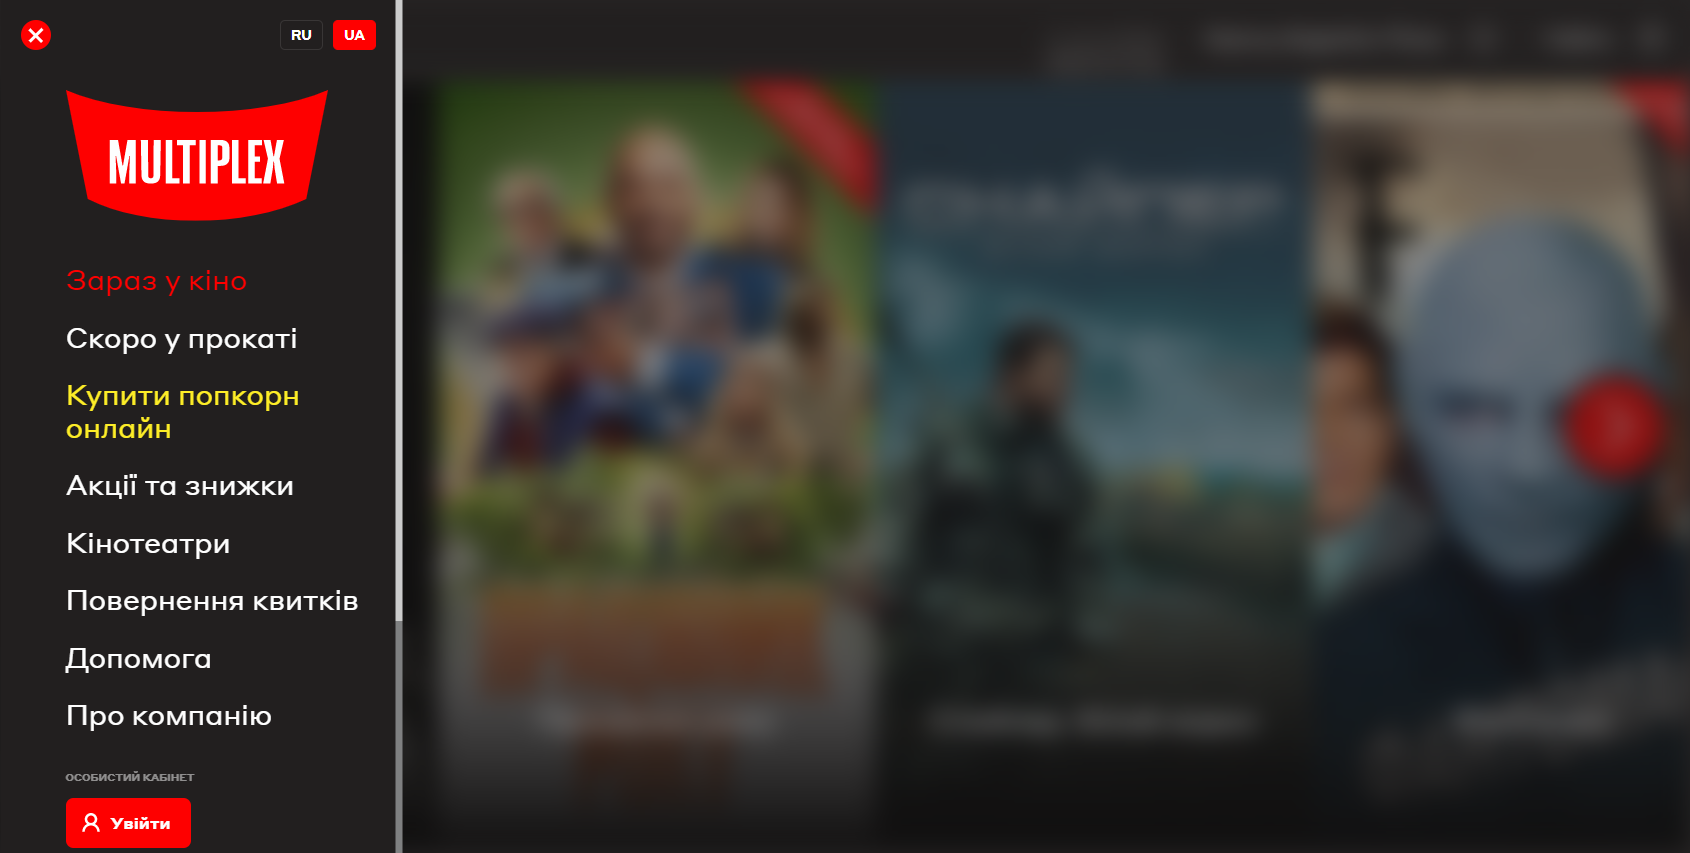 RU
UA
MULTIPLEX
Зараз у кіно
Скоро у прокаті
Купити попкорн
онлайн
Акції та знижки
Кінотеатри
Повернення квитків
Допомога
Про компанію
ОСОБИСТИЙ КАБІНЕТ
Увійти